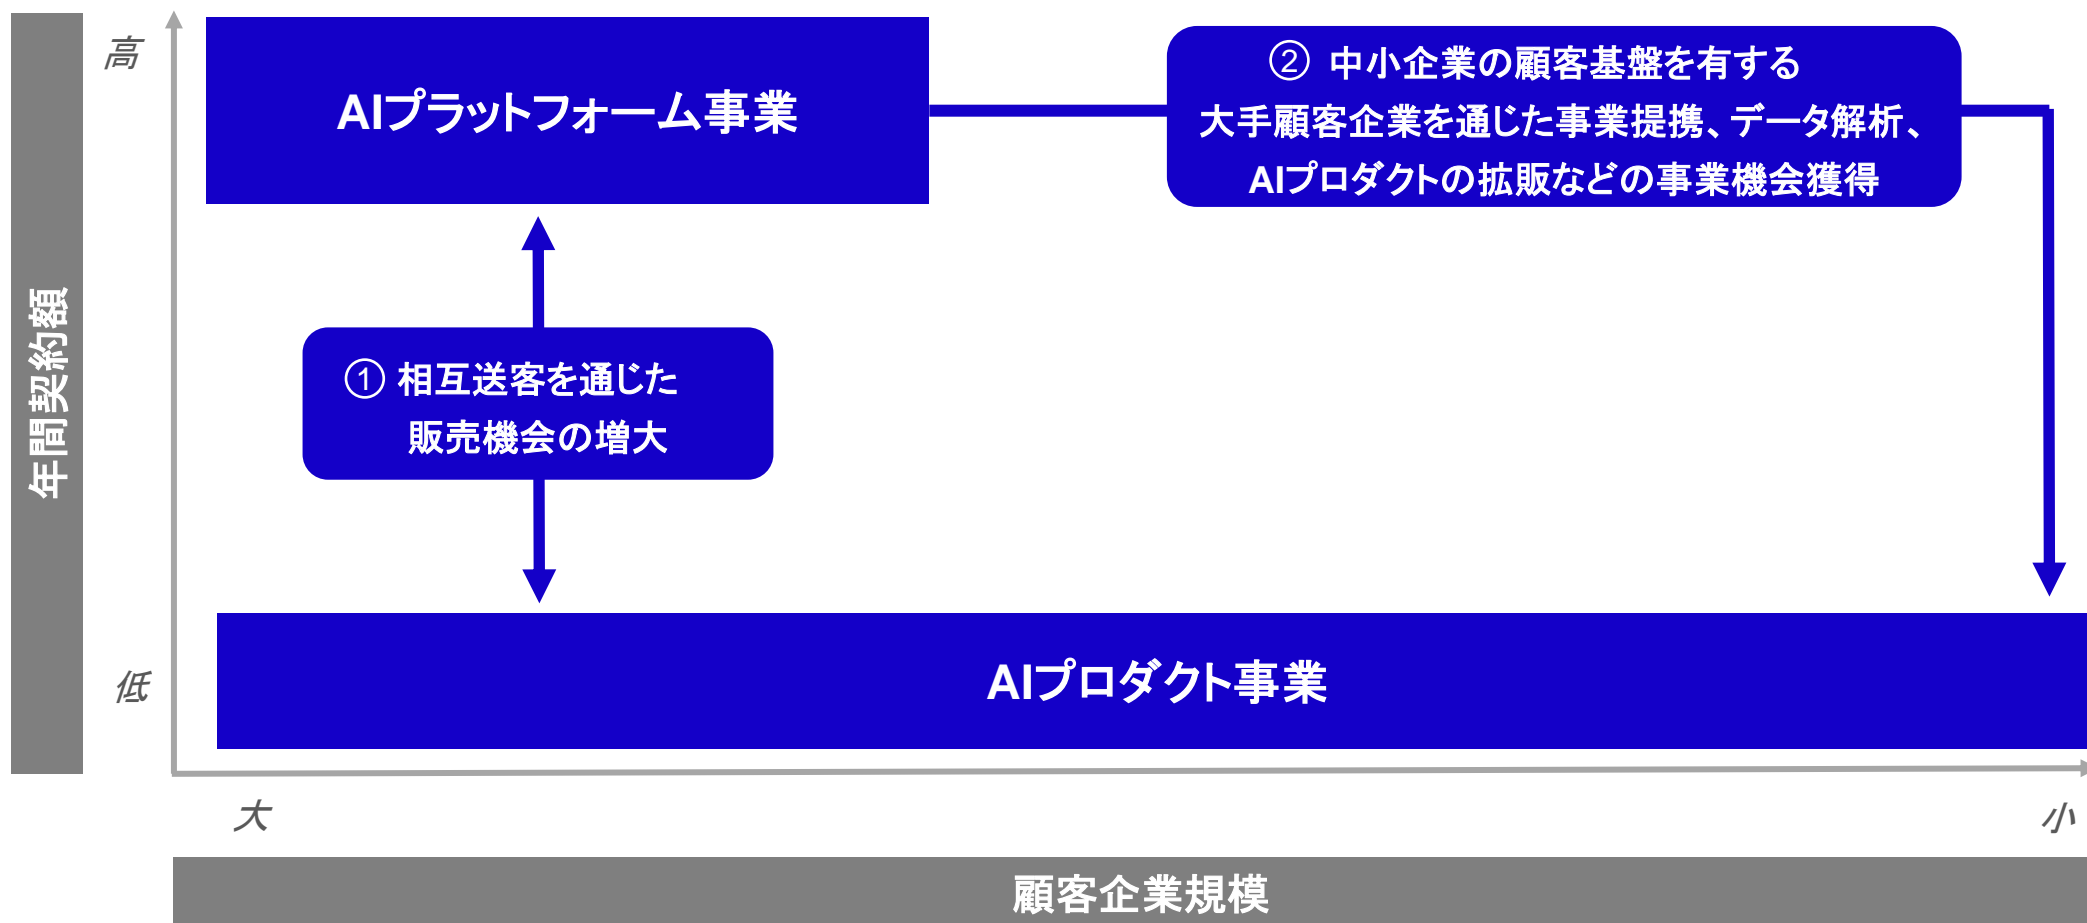 年間契約額
高
AIプラットフォーム事業
② 中小企業の顧客基盤を有する
大手顧客企業を通じた事業提携、データ解析、
AIプロダクトの拡販などの事業機会獲得
① 相互送客を通じた
販売機会の増大
低
AIプロダクト事業
大
小
顧客企業規模